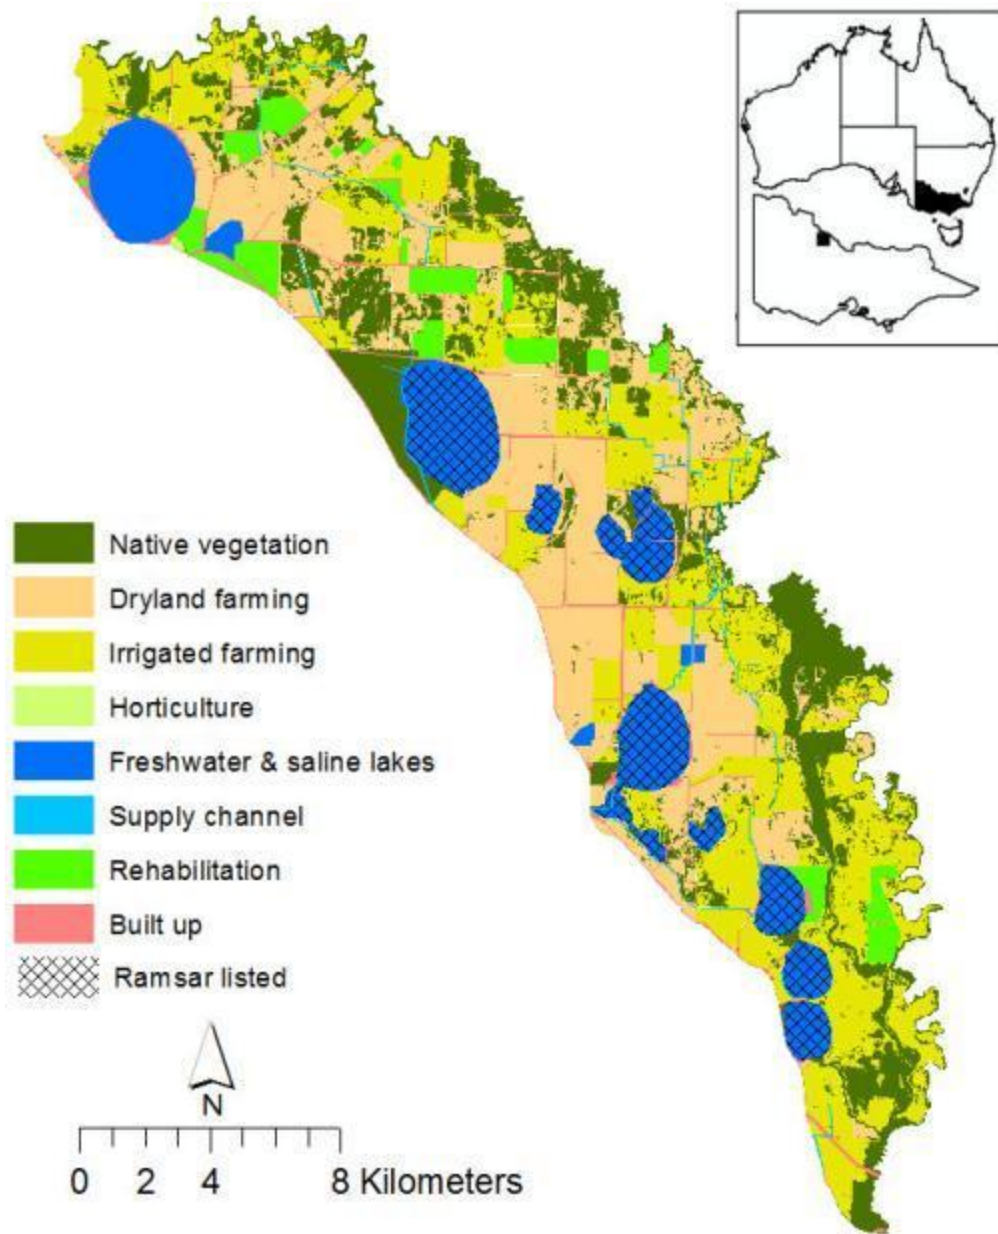 Native vegetation
Dryland farming
Irrigated farming
Horticulture
Freshwater & saline lakes
Supply channel
Rehabilitation
Built up
Ramsar listed
N
0 2 4 8 Kilometers